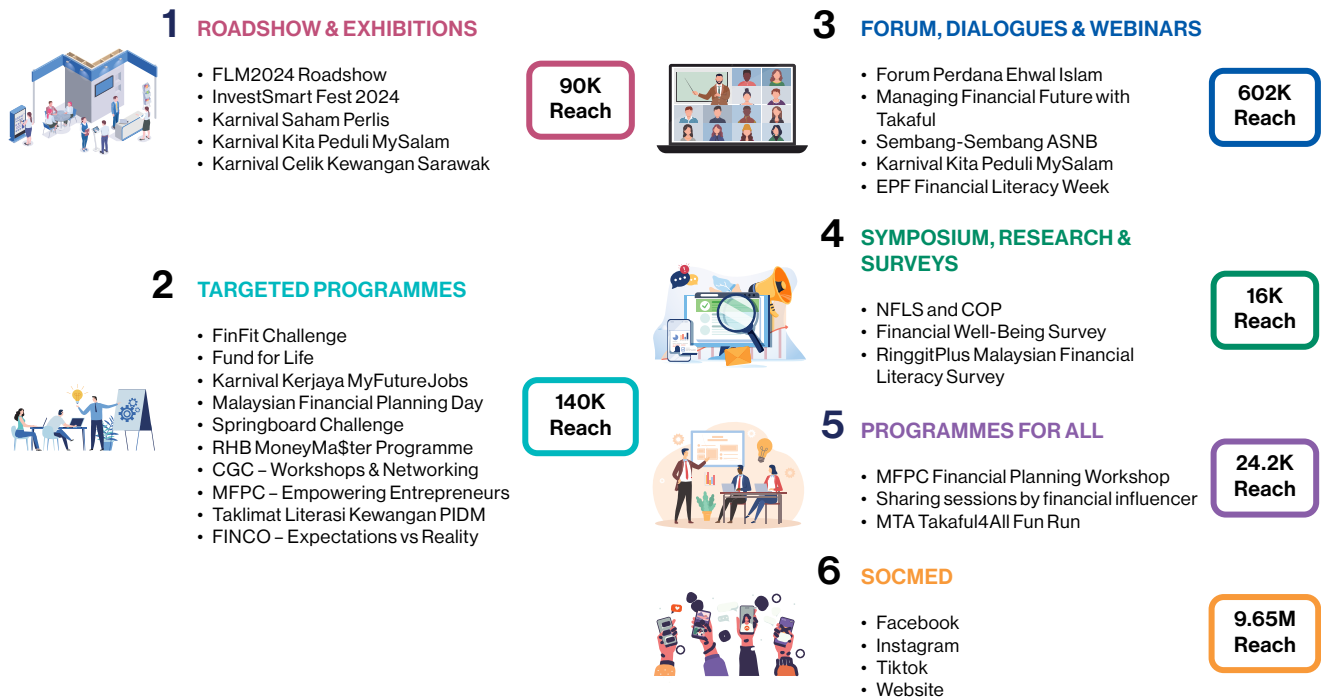 1 ROADSHOW & EXHIBITIONS
• FLM2024 Roadshow
• InvestSmart Fest 2024
• Karnival Saham Perlis
• Karnival Kita Peduli MySalam
• Karnival Celik Kewangan Sarawak
90K
Reach
2 TARGETED PROGRAMMES
• FinFit Challenge
• Fund for Life
• Karnival Kerjaya MyFutureJobs
• Malaysian Financial Planning Day
• Springboard Challenge
• RHB MoneyMa$ter Programme
• CGC – Workshops & Networking
• MFPC – Empowering Entrepreneurs
• Taklimat Literasi Kewangan PIDM
• FINCO – Expectations vs Reality
140K
Reach
3 FORUM, DIALOGUES & WEBINARS
• Forum Perdana Ehwal Islam
• Managing Financial Future with
Takaful
• Sembang-Sembang ASNB
• Karnival Kita Peduli MySalam
• EPF Financial Literacy Week
602K
Reach
4 SYMPOSIUM, RESEARCH &
SURVEYS
• NFLS and COP
• Financial Well-Being Survey
• RinggitPlus Malaysian Financial
Literacy Survey
16K
Reach
5 PROGRAMMES FOR ALL
• MFPC Financial Planning Workshop
• Sharing sessions by financial influencer
• MTA Takaful4All Fun Run
24.2K
Reach
6 SOCMED
• Facebook
• Instagram
• Tiktok
• Website
9.65M
Reach